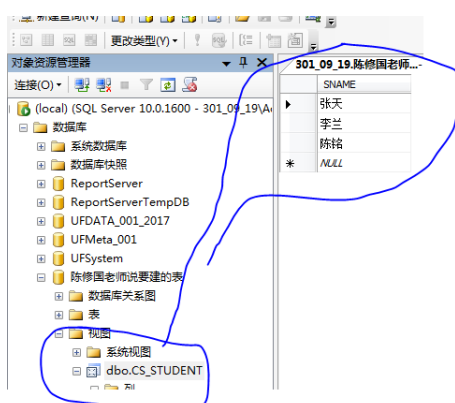 新建查询(N)
更改类型(Y)
对象资源管理器
连接(O)
(local) (SQL Server 10.0.1600 - 301_09_19\A
数据库
系统数据库
数据库快照
ReportServer
ReportServerTempDB
UFDATA_001_2017
UFMeta_001
UFSystem
陈修国老师说要建的表
数据库关系图
表
视图
系统视图
dbo.CS_STUDENT
列
301_09_19.陈修国老师...-
SNAME
张天
李兰
陈铭
NULL